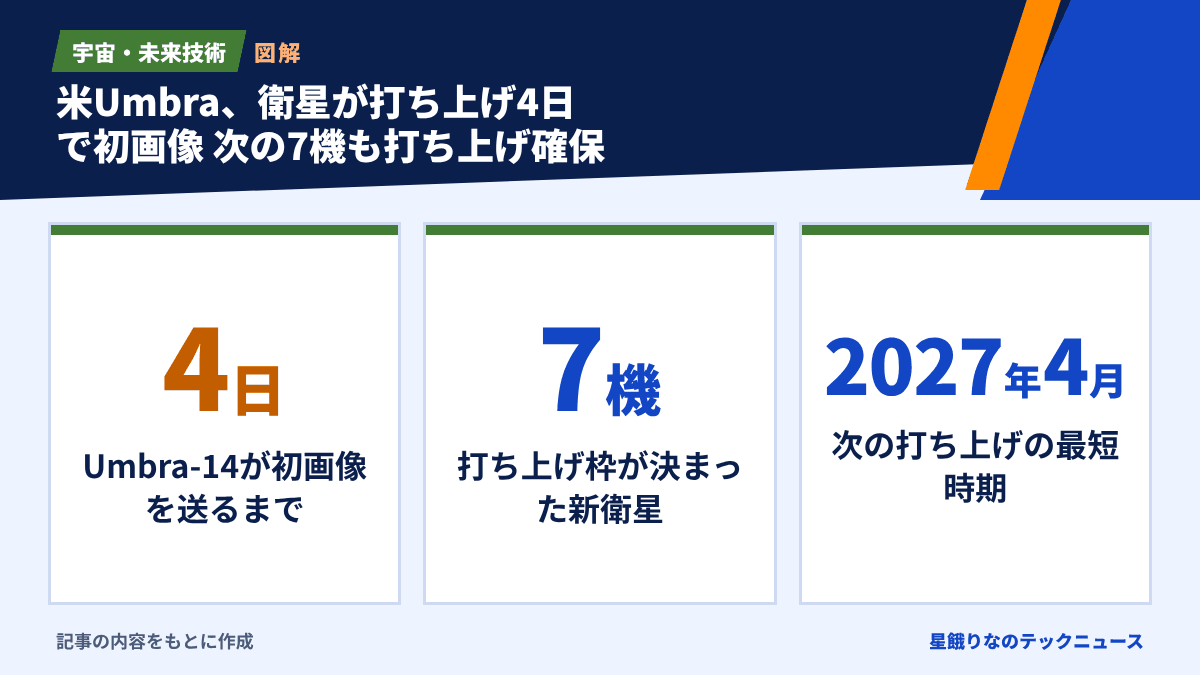 宇宙・未来技術 図解
米Umbra、衛星が打ち上げ4日
で初画像 次の7機も打ち上げ確保
4日
Umbra-14が初画像
を送るまで
7機
打ち上げ枠が決まっ
た新衛星
2027年4月
次の打ち上げの最短
時期
記事の内容をもとに作成
星餓りなのテックニュース